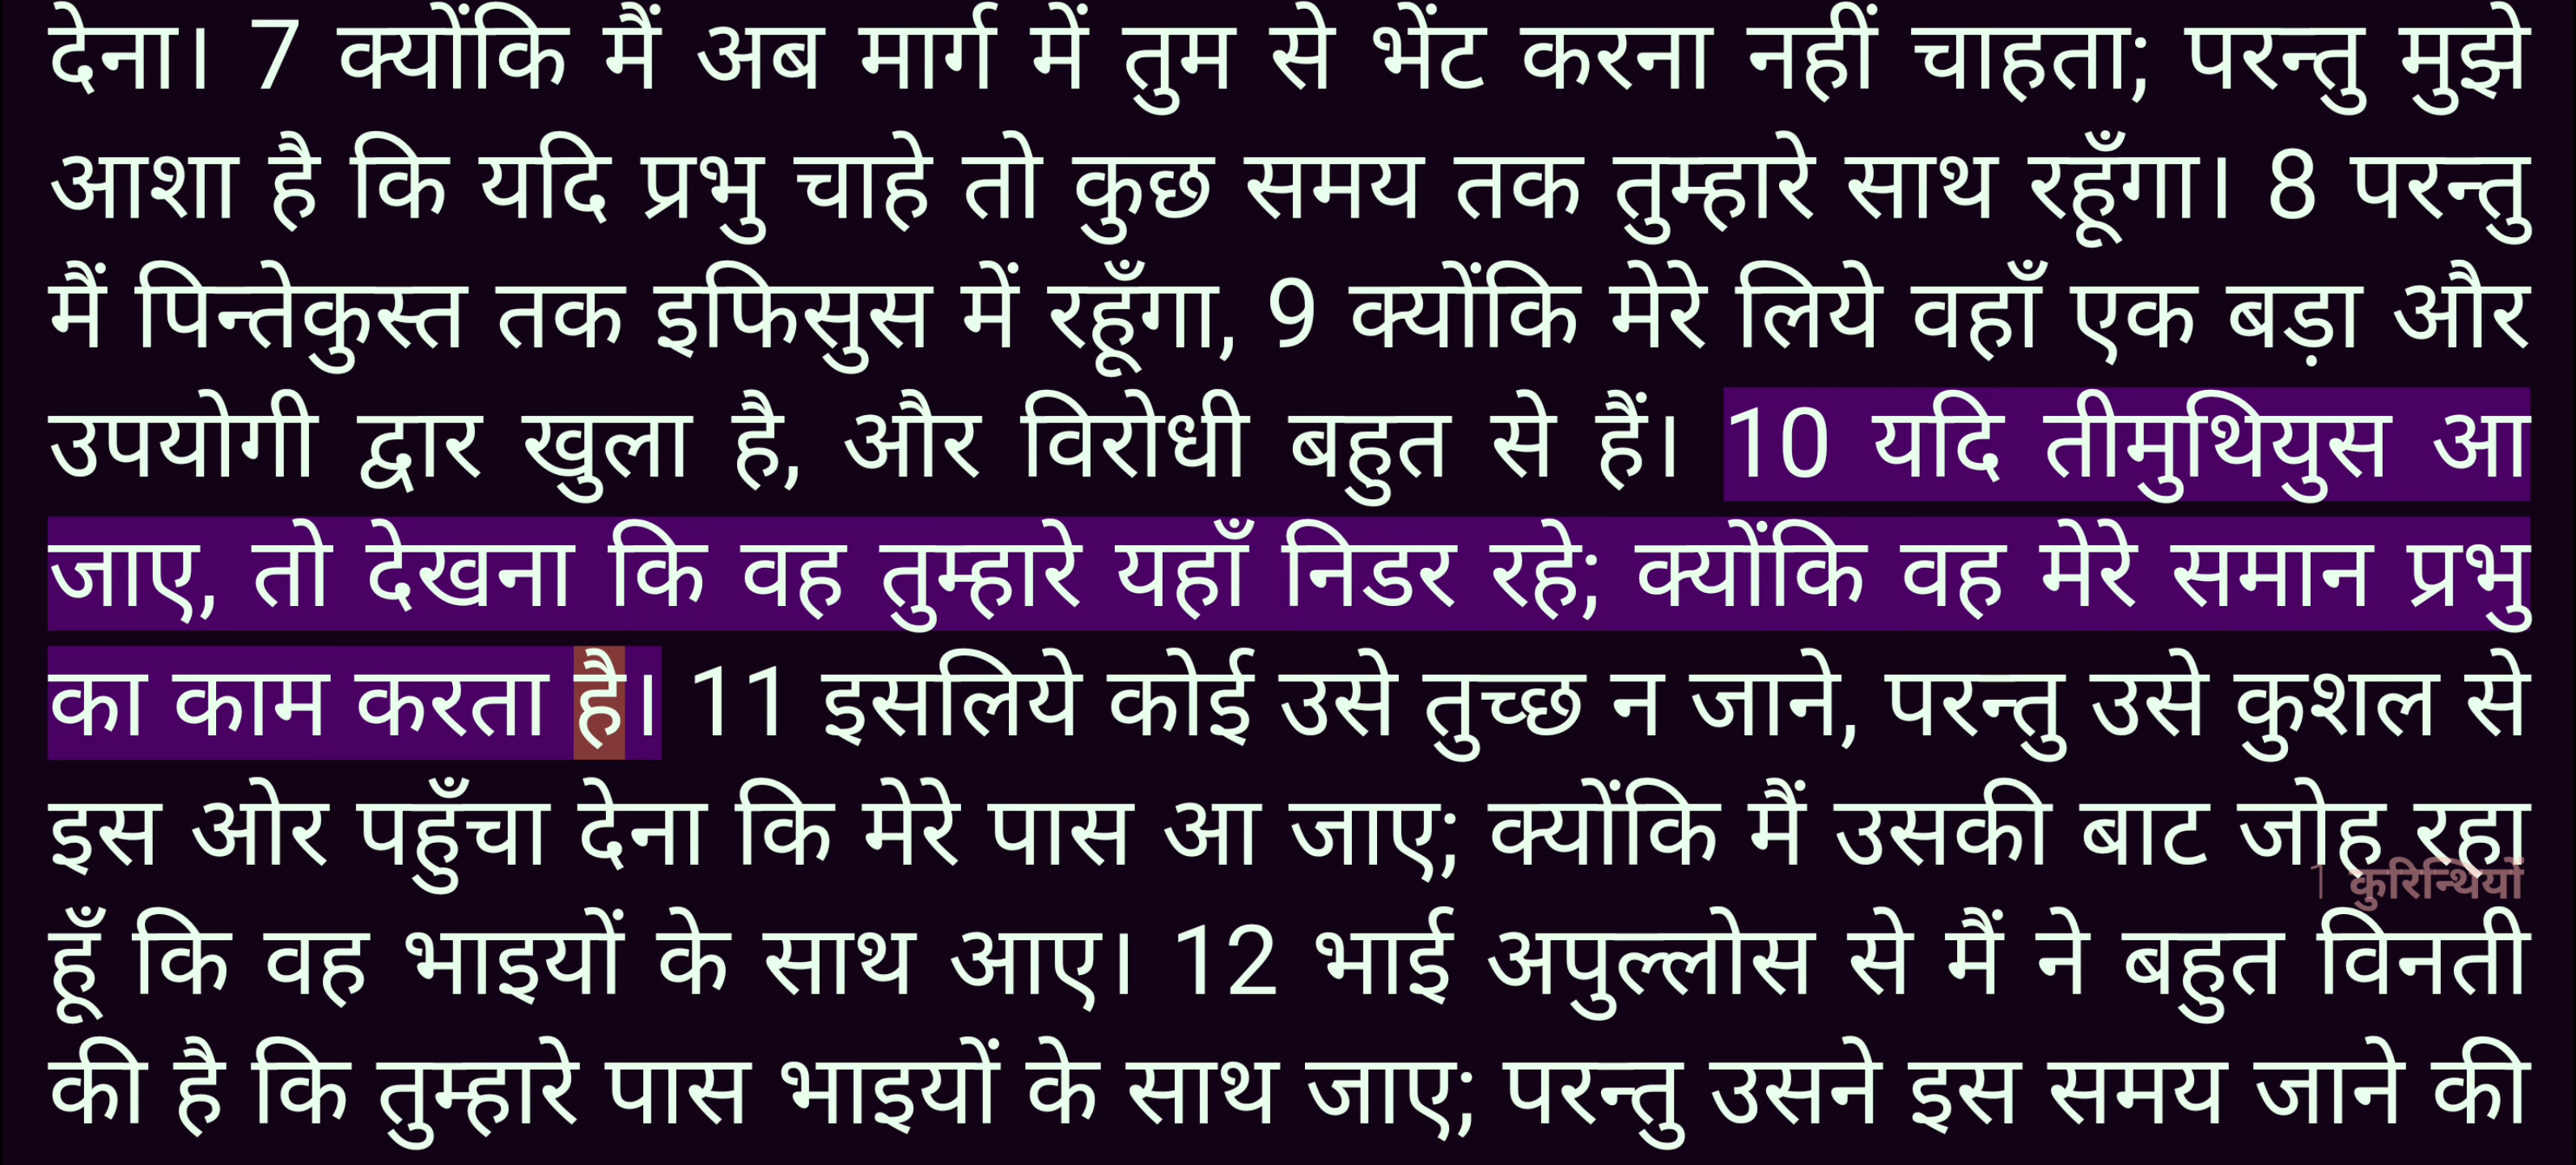 देना। 7 क्योंकि मैं अब मार्ग में तुम से भेंट करना नहीं चाहता; परन्तु मुझे
आशा है कि यदि प्रभु चाहे तो कुछ समय तक तुम्हारे साथ रहूँगा। 8 परन्तु
मैं पिन्तेकुस्त तक इफिसुस में रहूँगा, 9 क्योंकि मेरे लिये वहाँ एक बड़ा और
उपयोगी द्वार खुला है, और विरोधी बहुत से हैं। 10 यदि तीमुथियुस आ
जाए, तो देखना कि वह तुम्हारे यहाँ निडर रहे; क्योंकि वह मेरे समान प्रभु
का काम करता है। 11 इसलिये कोई उसे तुच्छ न जाने, परन्तु उसे कुशल से
इस ओर पहुँचा देना कि मेरे पास आ जाए; क्योंकि मैं उसकी बाट जोह रहा
1 कुरिन्थियों
हूँ कि वह भाइयों के साथ आए। 12 भाई अपुल्लोस से मैं ने बहुत विनती
की है कि तुम्हारे पास भाइयों के साथ जाए; परन्तु उसने इस समय जाने की